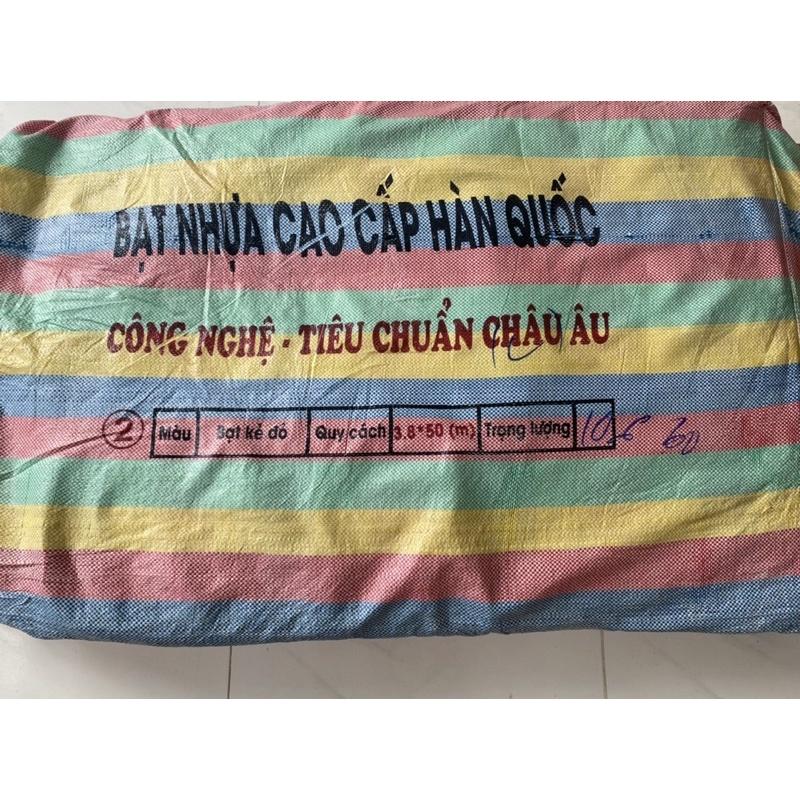 BẠT NHỰA CAO CẤP HÀN QUỐC
CÔNG NGHỆ - TIÊU CHUẨN CHÂU ÂU
2 Màu Bạt kẻ đỏ Quy cách 3.8*50 (m) Trọng lượng